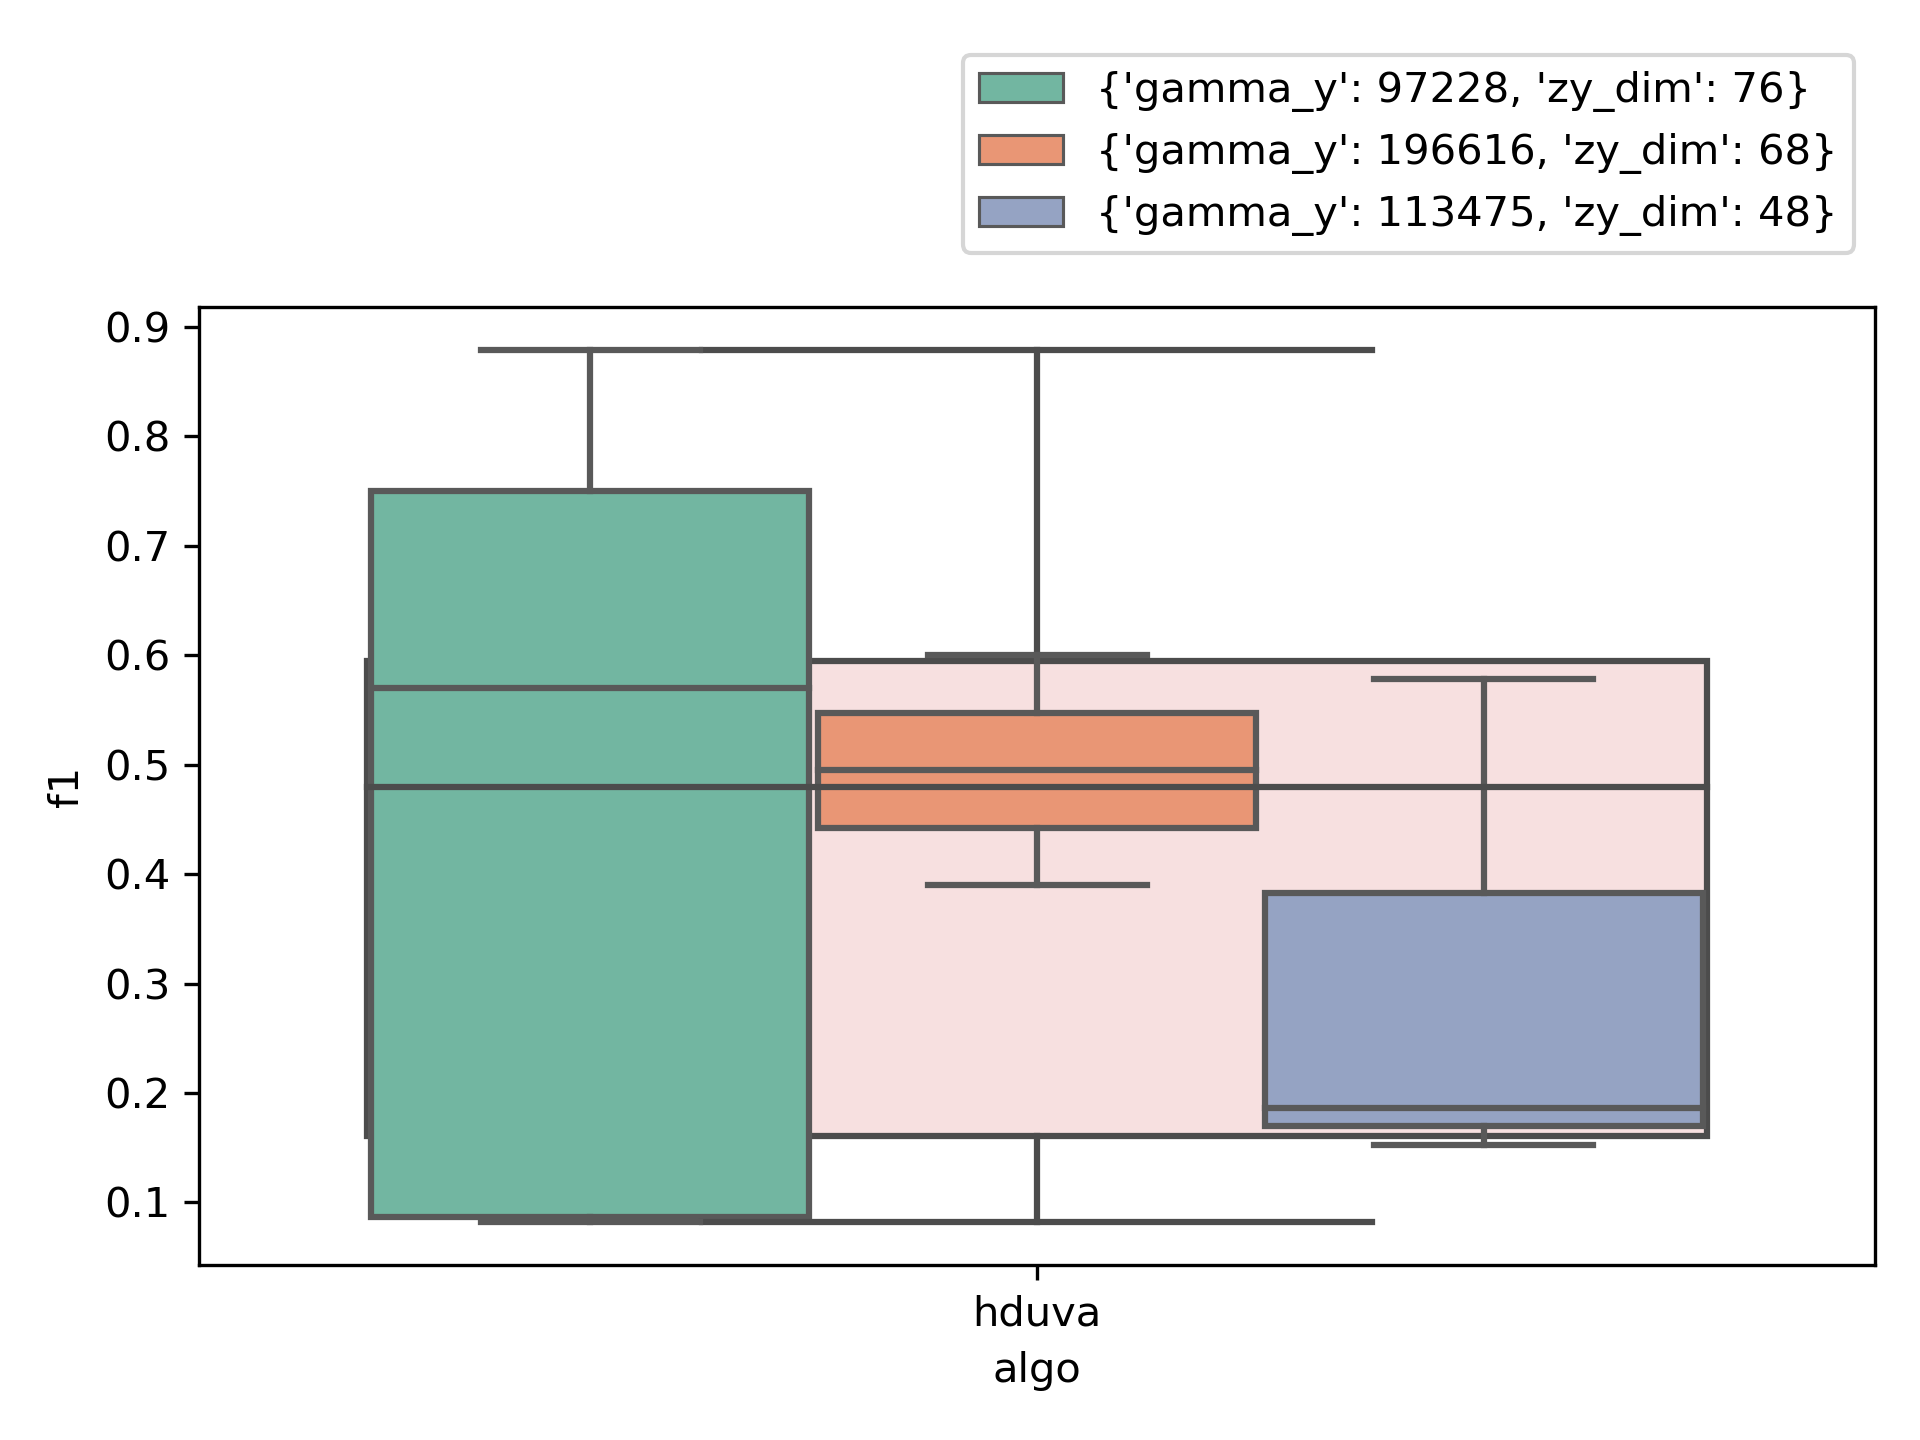 {'gamma_y': 97228, 'zy_dim': 76}
{'gamma_y': 196616, 'zy_dim': 68}
{'gamma_y': 113475, 'zy_dim': 48}
0.9
0.8
0.7
0.6
0.5
0.4
0.3
0.2
0.1
f1
hduva
algo